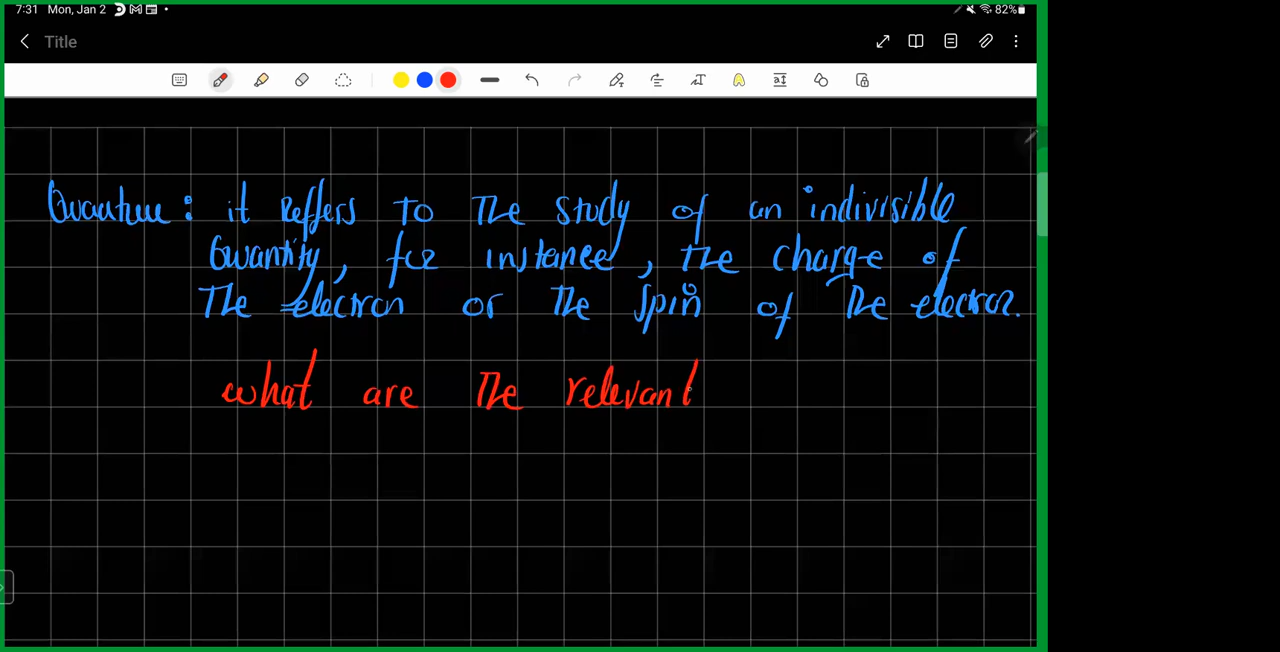 7:31 Mon, Jan 2 82%
Title
Quantum: it Reffers To The Study of an indivisible
Quantity, for instance, The charge of
The electron or The spin of The electron.
what are The relevant